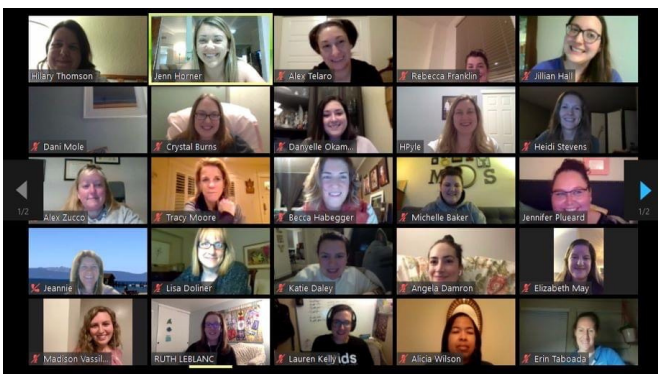 Hilary Thomson
Jenn Horner
Alex Telaro
Rebecca Franklin
Jillian Hail
Dani Mole
Crystal Burns
Danyelle Okam...
HPyle
Heidi Stevens
Alex Zucco
Tracy Moore
Becca Habegger
Michelle Baker
Jennifer Plueard
1/2
1/2
Jeannie
Lisa Doliner
Katie Daley
Angela Damron
Elizabeth May
Madison Vassil...
RUTH LEBLANC
Lauren Kelly
Alicia Wilson
Erin Taboada